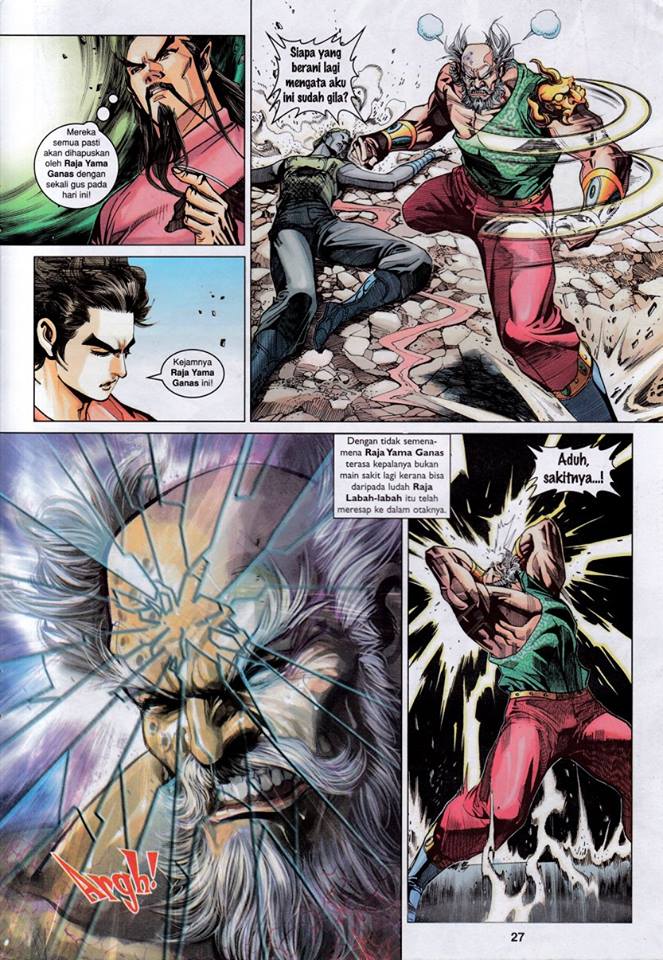 Mereka
semua pasti
akan dihapuskan
oleh Raja Yama
Ganas dengan
sekali gus pada
hari ini!
Siapa yang
berani lagi
mengata aku
ini sudah gila?
Kejamnya
Raja Yama
Ganas ini!
Dengan tidak semena-
mena Raja Yama Ganas
terasa kepalanya bukan
main sakit lagi kerana bisa
daripada ludah Raja
Labah-labah itu telah
meresap ke dalam otaknya.
Argh!
Aduh,
sakitnya...!
27